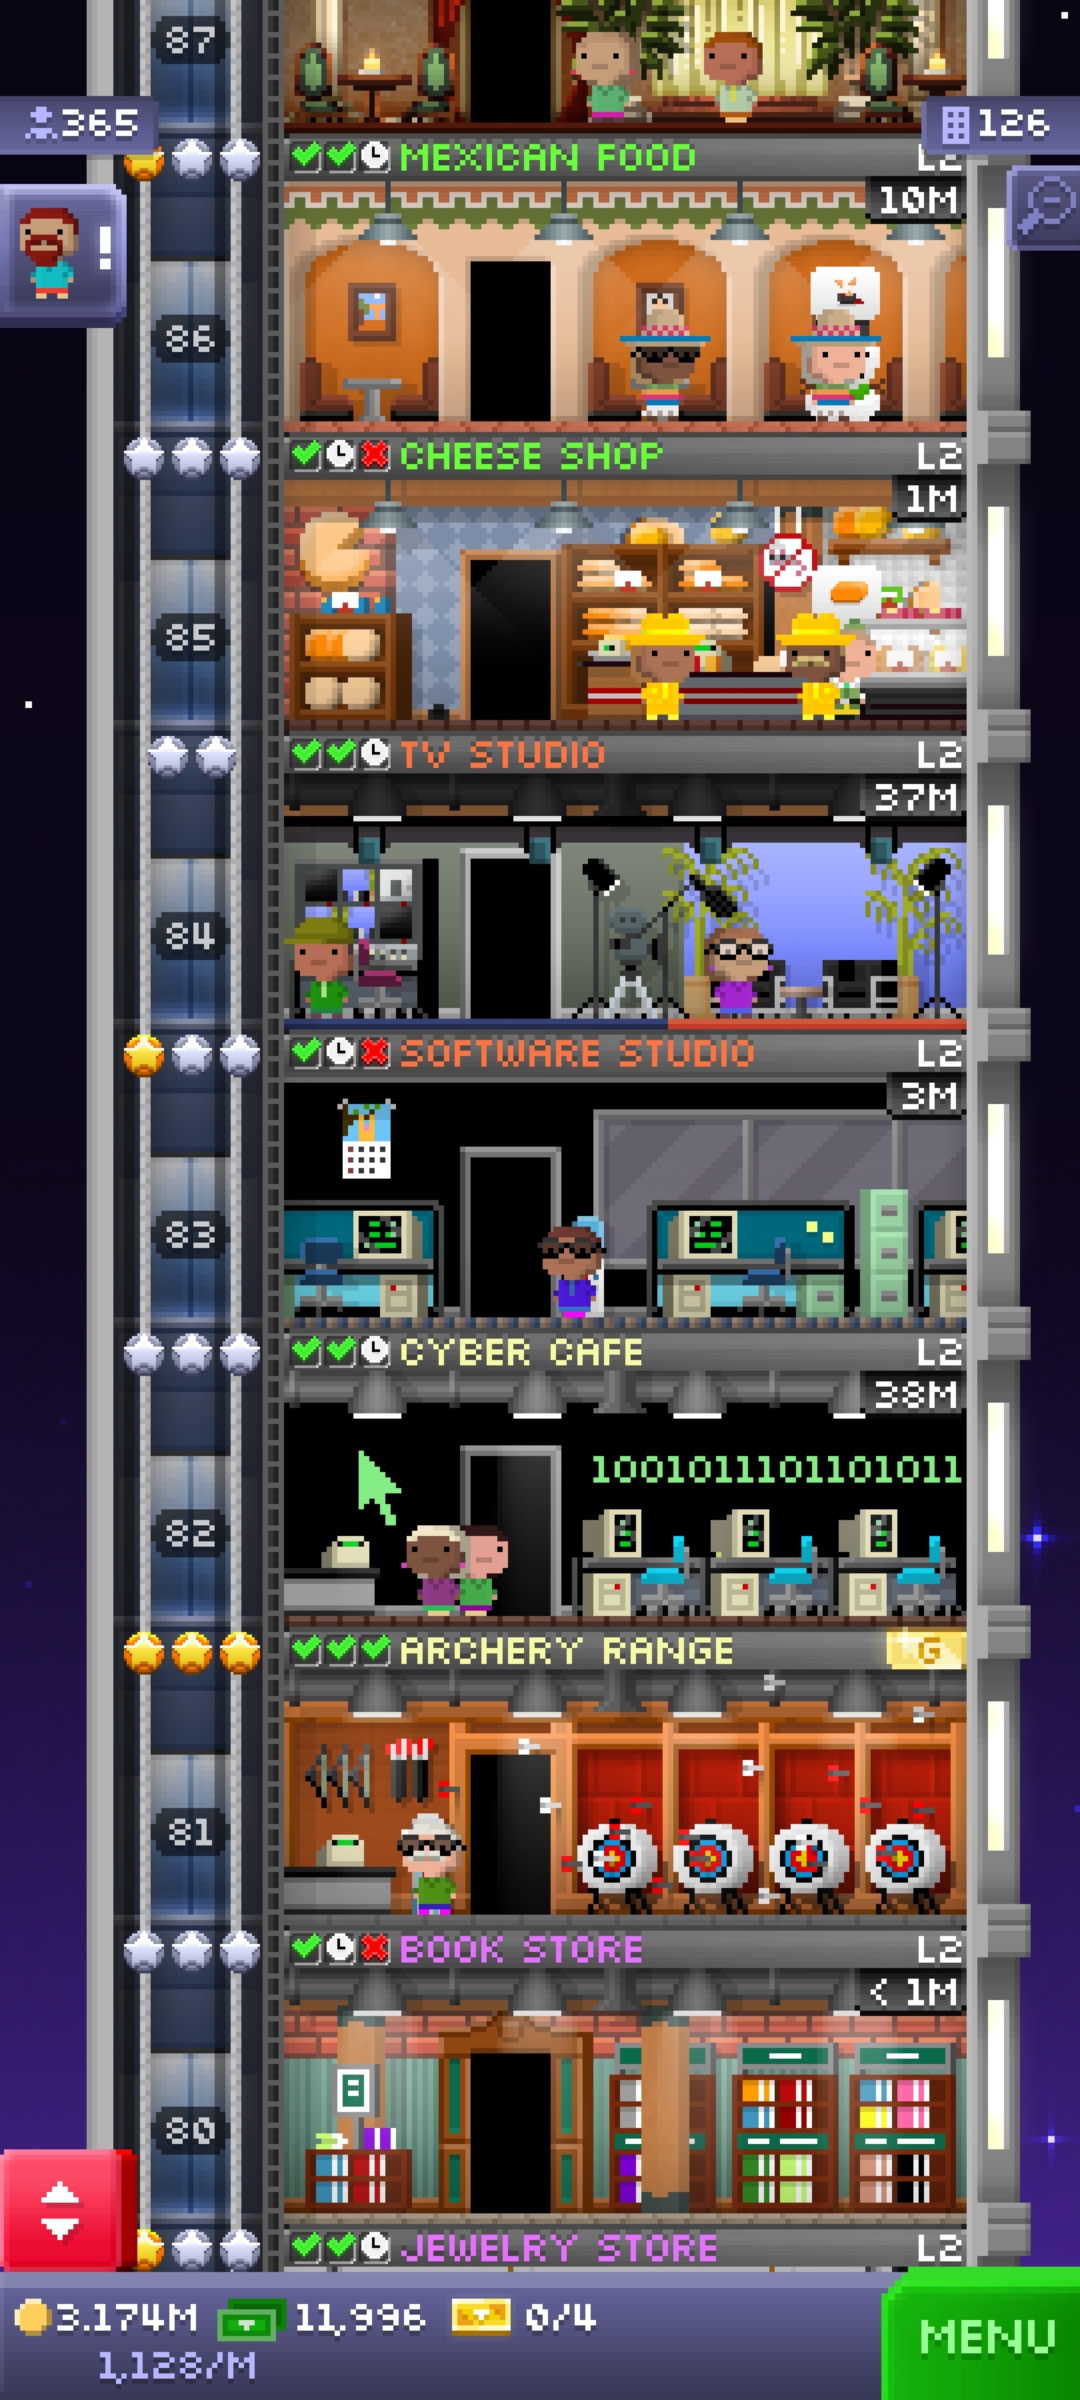 87
365
126
MEXICAN FOOD
L2
10M
!
86
CHEESE SHOP
L2
1M
85
TV STUDIO
L2
37M
84
SOFTWARE STUDIO
L2
3M
83
CYBER CAFE
L2
38M
1001011101101011
82
ARCHERY RANGE
G
81
BOOK STORE
L2
< 1M
8
80
JEWELRY STORE
L2
3.174M
11,996
0/4
1,128/M
MENU